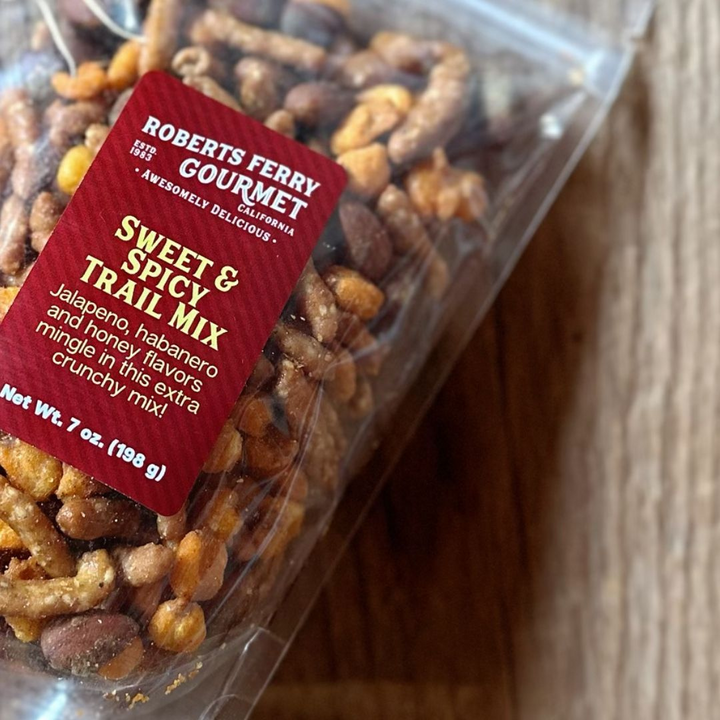 ROBERTS FERRY
ESTD.
1983
GOURMET
CALIFORNIA
• AWESOMELY DELICIOUS •
SWEET &
SPICY
TRAIL MIX
Jalapeno, habanero
and honey flavors
mingle in this extra
crunchy mix!
Net Wt. 7 oz. (198 g)